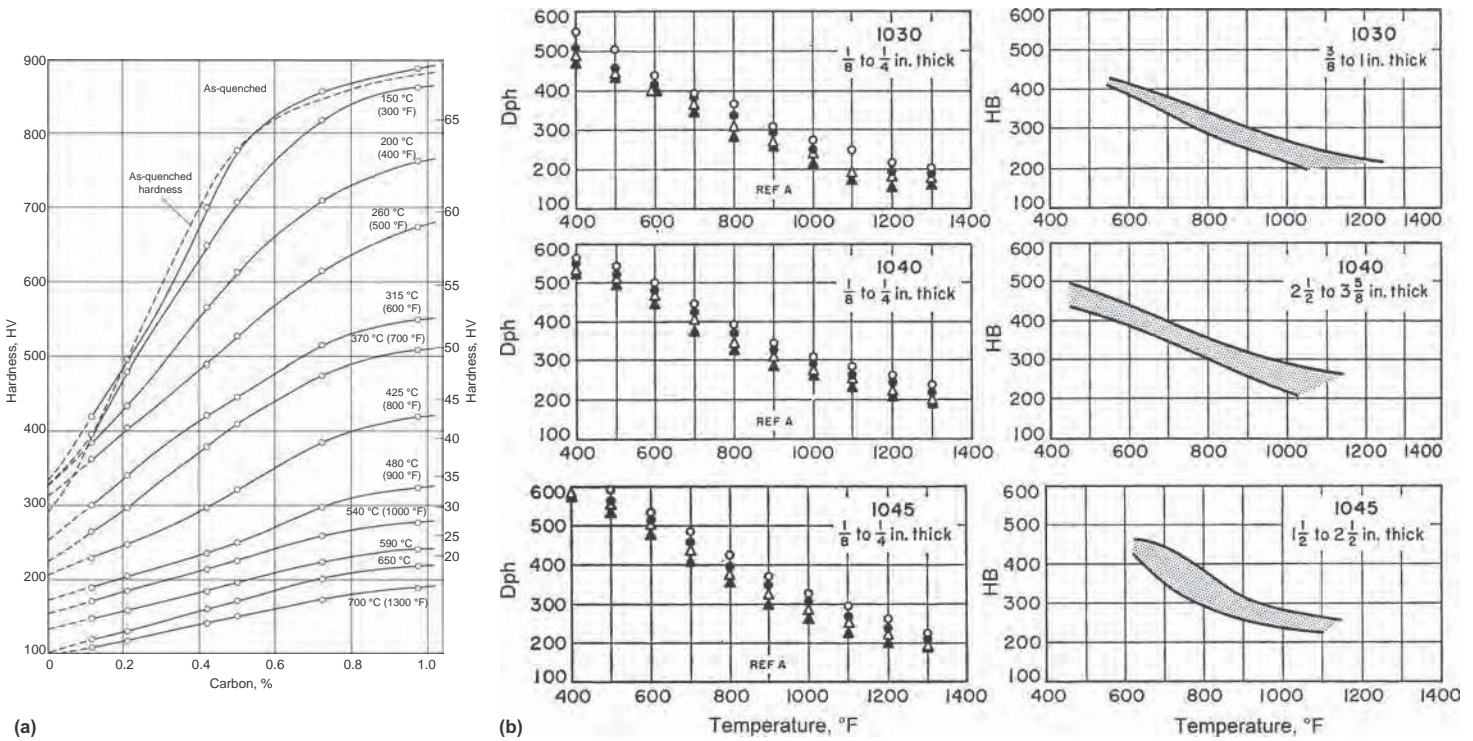 900
800
700
600
500
400
300
200
100
Hardness, HV
As-quenched
As-quenched
hardness
150 °C
(300 °F)
200 °C
(400 °F)
260 °C
(500 °F)
315 °C
(600 °F)
370 °C (700 °F)
425 °C
(800 °F)
480 °C
(900 °F)
540 °C (1000 °F)
590 °C
650 °C
700 °C (1300 °F)
65
60
55
50
45
40
35
30
25
20
Hardness, HV
0 0.2 0.4 0.6 0.8 1.0
Carbon, %
(a)
600
500
400
300
200
100
Dph
1030
1/8 to 1/4 in. thick
REF A
400 600 800 1000 1200 1400
600
500
400
300
200
100
HB
1030
3/8 to 1 in. thick
400 600 800 1000 1200 1400
600
500
400
300
200
100
Dph
1040
1/8 to 1/4 in. thick
REF A
400 600 800 1000 1200 1400
600
500
400
300
200
100
HB
1040
2 1/2 to 3 5/8 in. thick
400 600 800 1000 1200 1400
600
500
400
300
200
100
Dph
1045
1/8 to 1/4 in. thick
REF A
400 600 800 1000 1200 1400
Temperature, °F
600
500
400
300
200
100
HB
1045
1 1/2 to 2 1/2 in. thick
400 600 800 1000 1200 1400
Temperature, °F
(b)